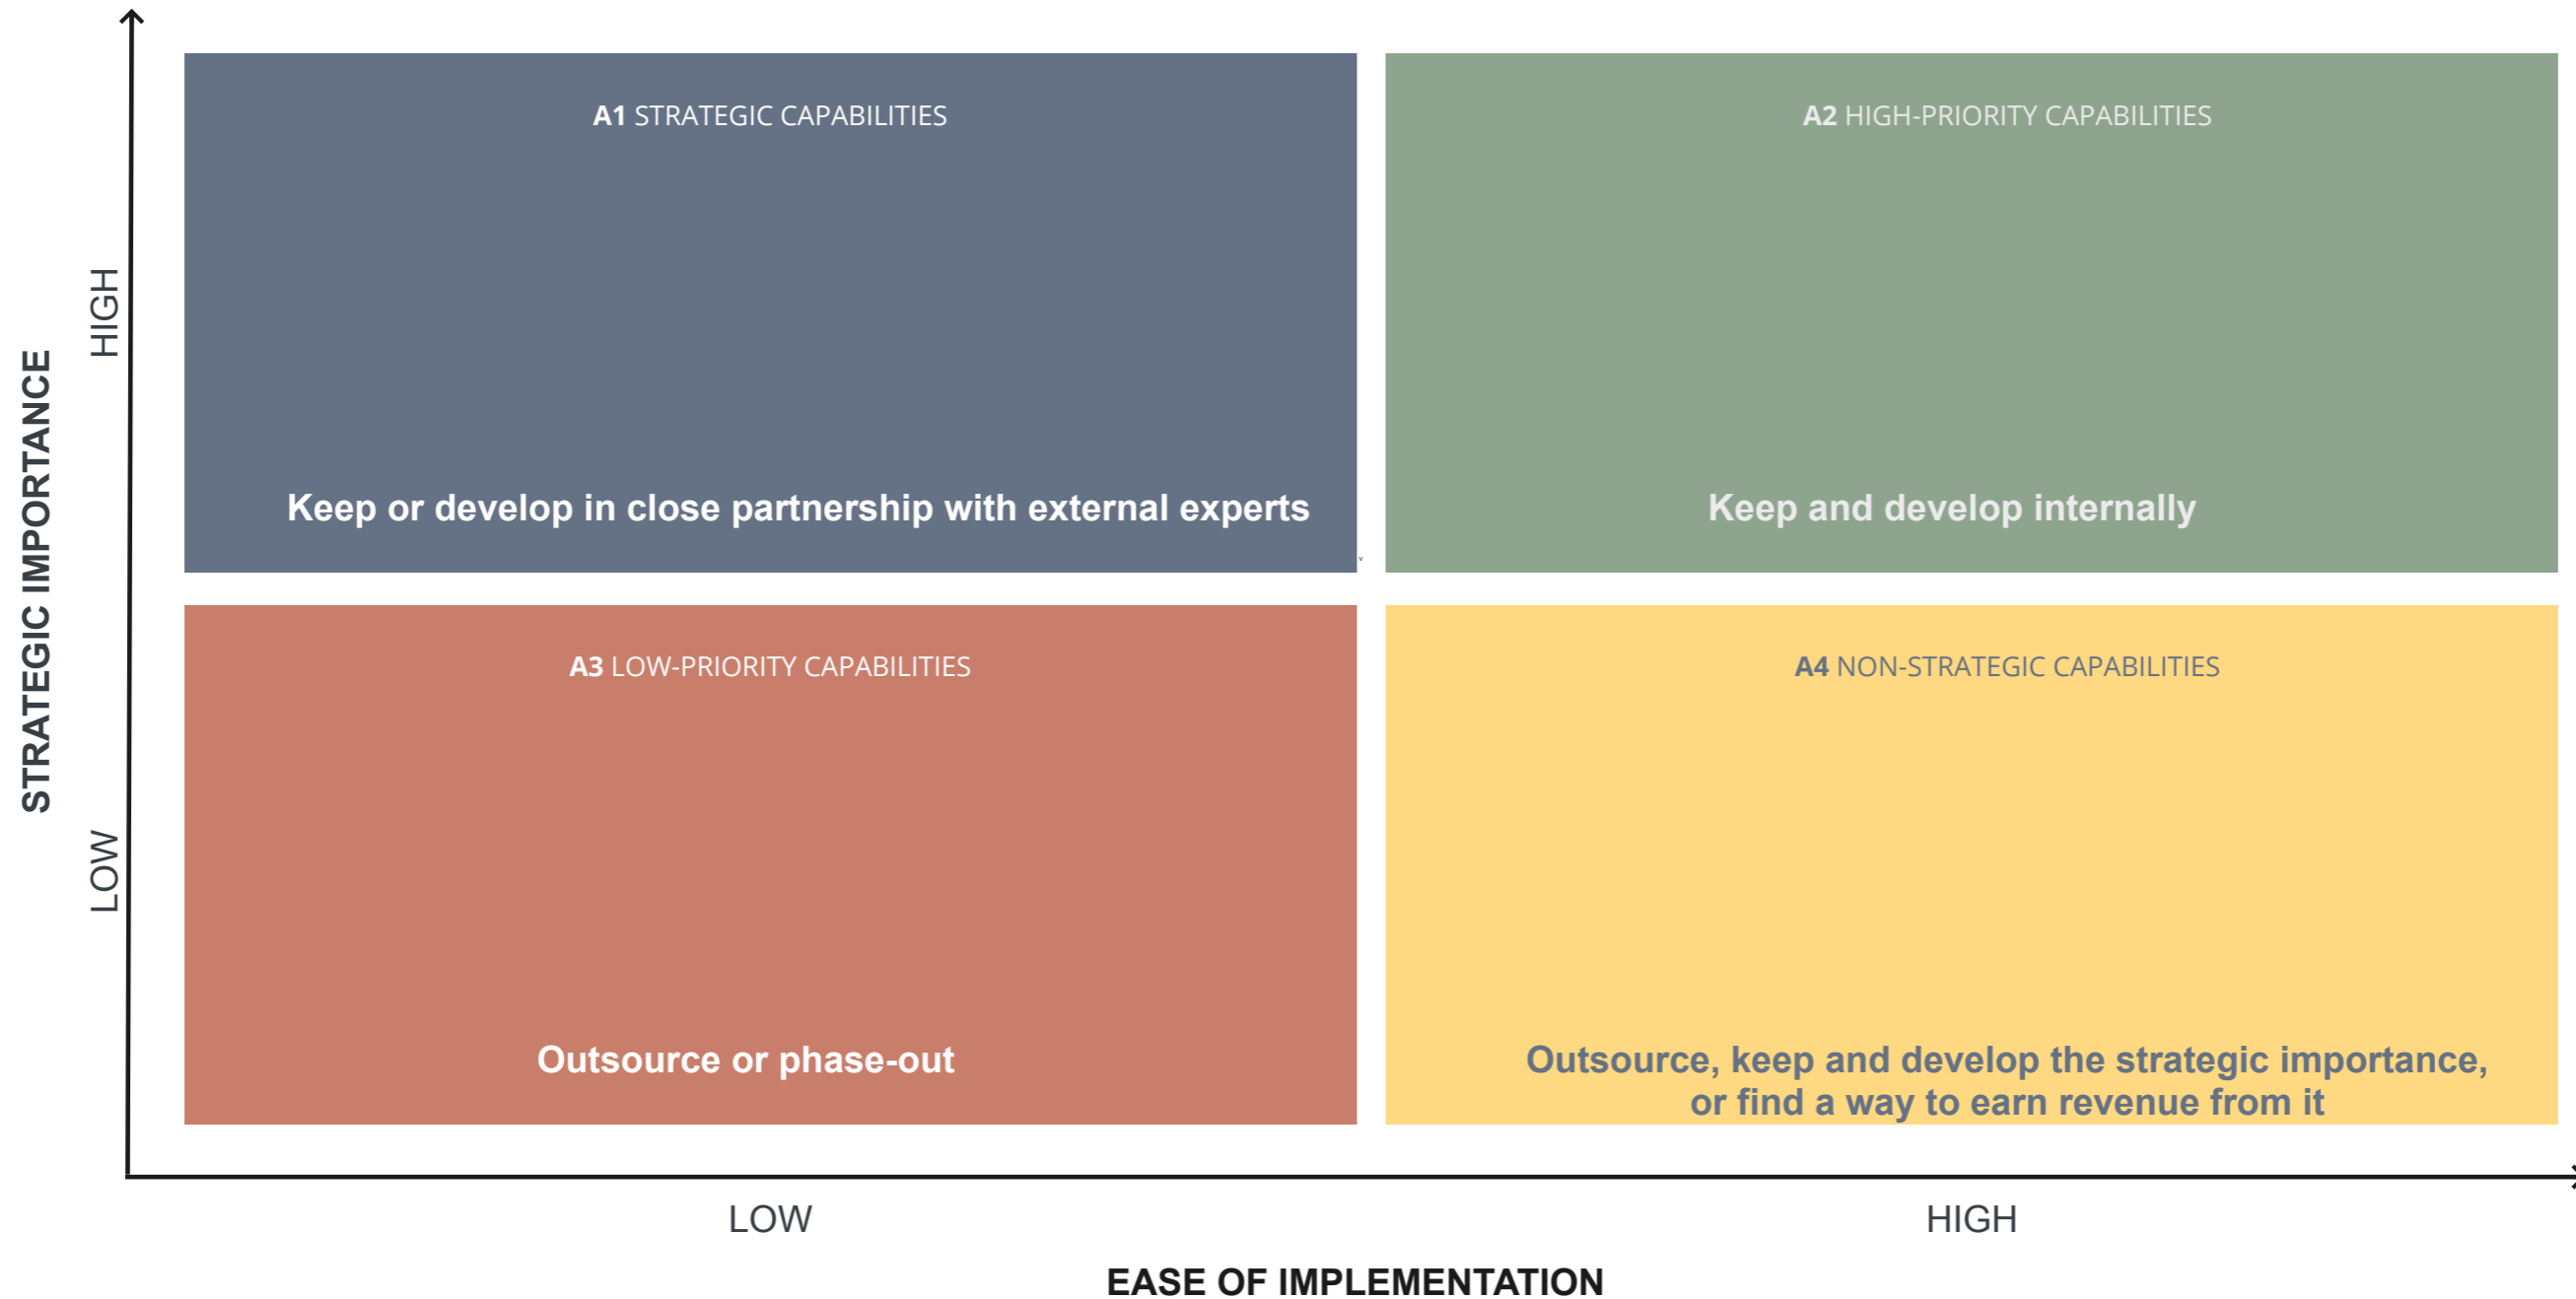 STRATEGIC IMPORTANCE
HIGH
LOW
A1 STRATEGIC CAPABILITIES
Keep or develop in close partnership with external experts
A2 HIGH-PRIORITY CAPABILITIES
Keep and develop internally
A3 LOW-PRIORITY CAPABILITIES
Outsource or phase-out
A4 NON-STRATEGIC CAPABILITIES
Outsource, keep and develop the strategic importance,
or find a way to earn revenue from it
LOW
HIGH
EASE OF IMPLEMENTATION